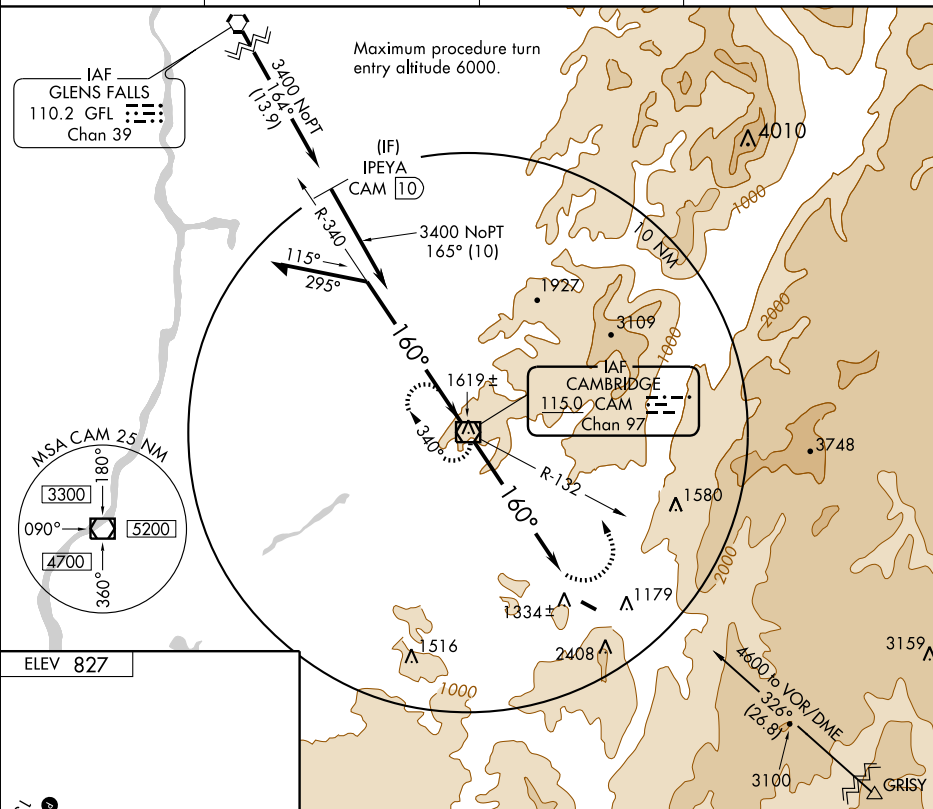 Maximum procedure turn
entry altitude 6000.
IAF
GLENS FALLS
110.2 GFL
Chan 39
3400 NoPT
164°
(13.9)
4010
(IF)
IPEYA
CAM 10
R-340
3400 NoPT
165° (10)
1000
10 NM
115°
295°
1927
2000
3109
1000
160°
1619 ±
IAF
CAMBRIDGE
115.0 CAM
Chan 97
340°
3748
MSA CAM 25 NM
180°
3300
090°
5200
4700
360°
R-132
160°
1580
2000
1334 ±
1179
1516
2408
3159
ELEV 827
1000
4600 to VOR/DME
326°
(26.8)
3100
GRISY